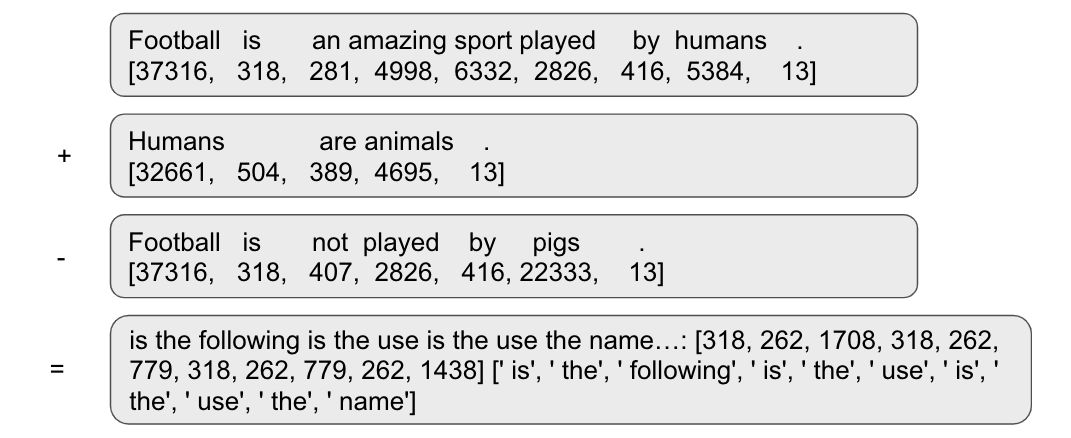 Football is an amazing sport played by humans .
[37316, 318, 281, 4998, 6332, 2826, 416, 5384, 13]
+
Humans are animals .
[32661, 504, 389, 4695, 13]
-
Football is not played by pigs .
[37316, 318, 407, 2826, 416, 22333, 13]
=
is the following is the use is the use the name…: [318, 262, 1708, 318, 262,
779, 318, 262, 779, 262, 1438] [' is', ' the', ' following', ' is', ' the', ' use', ' is', '
the', ' use', ' the', ' name']